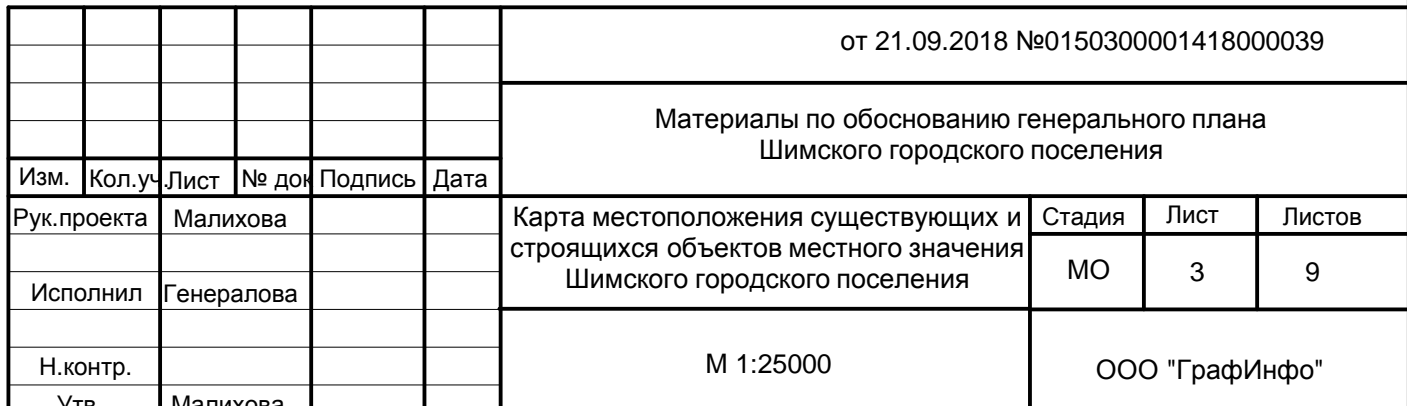 от 21.09.2018 №0150300001418000039
Материалы по обоснованию генерального плана
Шимского городского поселения
Изм. Кол.уч Лист № док Подпись Дата
Рук.проекта Малихова
Карта местоположения существующих и
строящихся объектов местного значения
Шимского городского поселения
Стадия Лист Листов
МО 3 9
Исполнил Генералова
Н.контр.
М 1:25000
ООО "ГрафИнфо"
Утв. Малихова